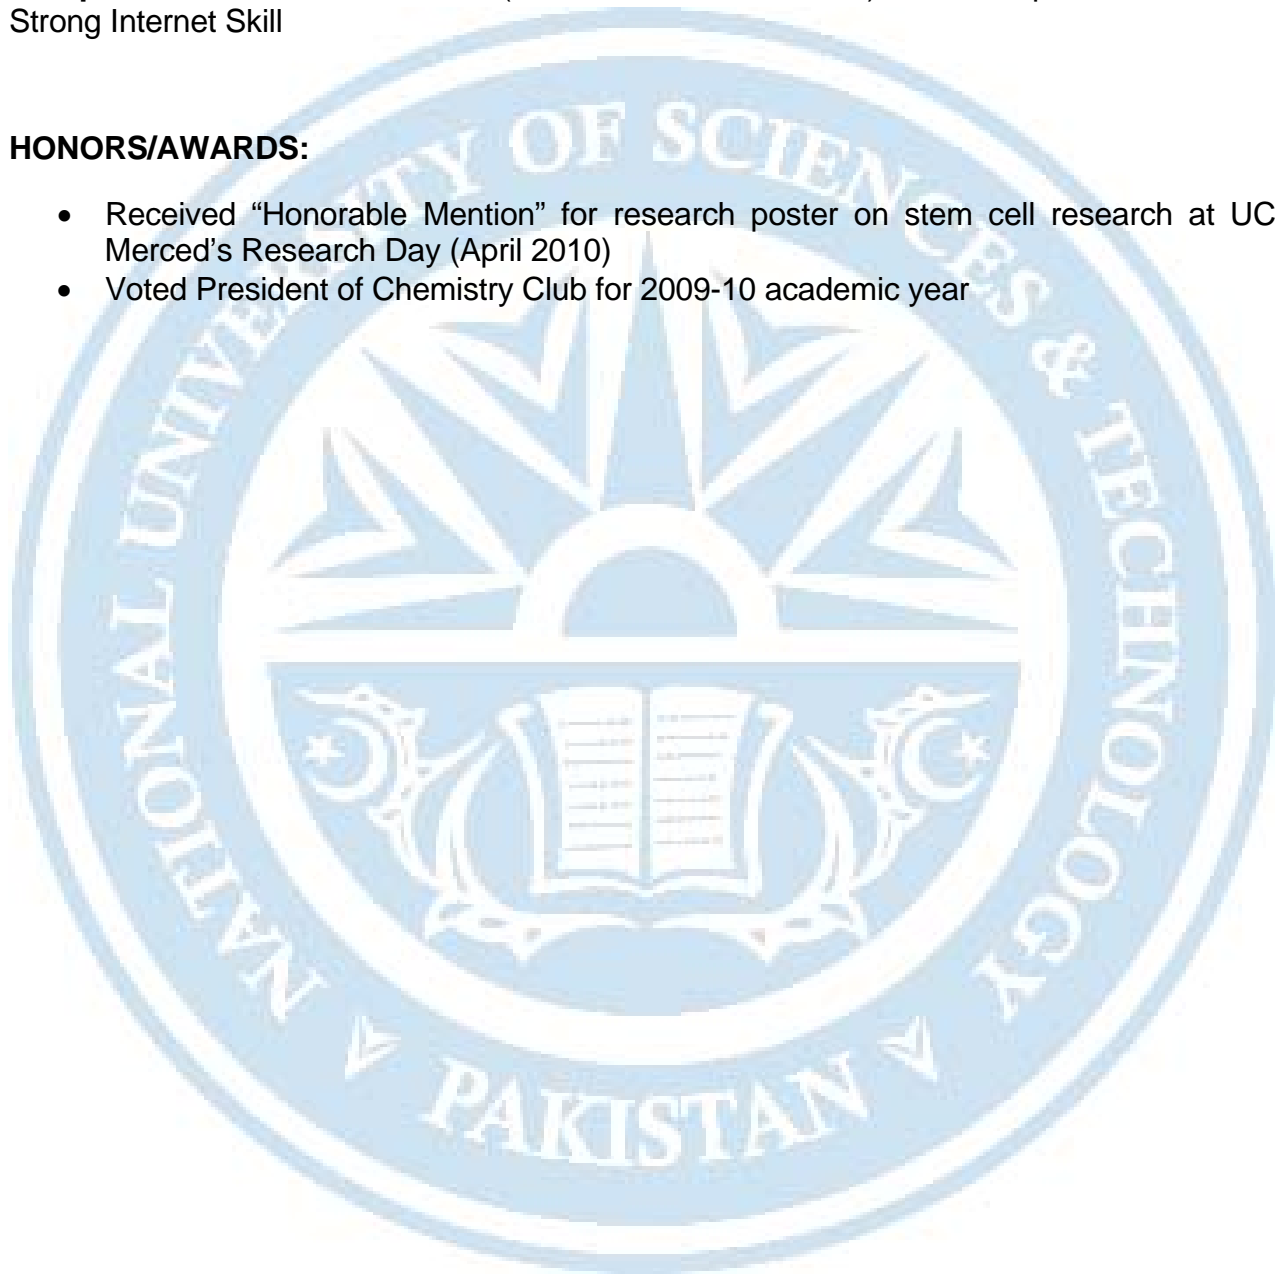 Strong Internet Skill
HONORS/AWARDS:
• Received “Honorable Mention” for research poster on stem cell research at UC
Merced’s Research Day (April 2010)
• Voted President of Chemistry Club for 2009-10 academic year
NATIONAL UNIVERSITY OF SCIENCES & TECHNOLOGY
PAKISTAN